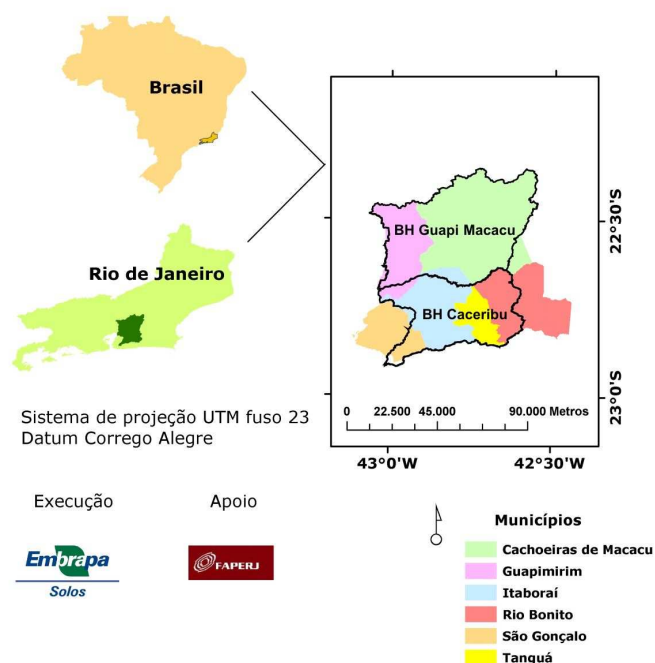 Brasil
Rio de Janeiro
BH Guapi Macacu
BH Caceribu
22°30'S
23°0'S
0 22.500 45.000 90.000 Metros
43°0'W 42°30'W
Sistema de projeção UTM fuso 23
Datum Corrego Alegre
Execução Apoio
Embrapa
Solos
FAPERJ
Municípios
Cachoeiras de Macacu
Guapimirim
Itaboraí
Rio Bonito
São Gonçalo
Tanguá